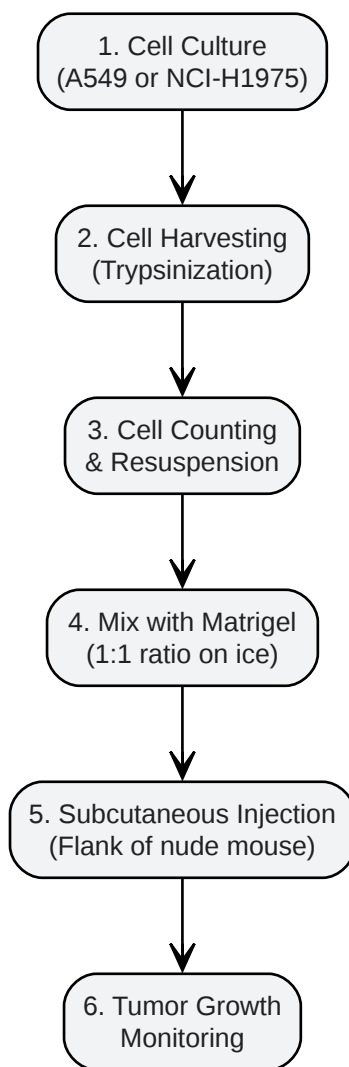 1. Cell Culture
(A549 or NCI-H1975)
2. Cell Harvesting
(Trypsinization)
3. Cell Counting
& Resuspension
4. Mix with Matrigel
(1:1 ratio on ice)
5. Subcutaneous Injection
(Flank of nude mouse)
6. Tumor Growth
Monitoring